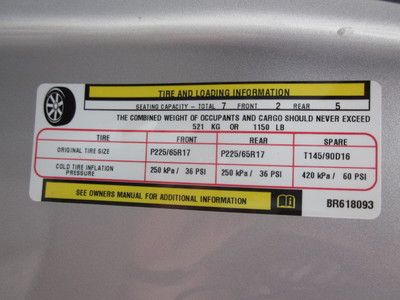 TIRE AND LOADING INFORMATION
SEATING CAPACITY - TOTAL 7 FRONT 2 REAR 5
THE COMBINED WEIGHT OF OCCUPANTS AND CARGO SHOULD NEVER EXCEED
521 KG OR 1150 LB
TIRE FRONT REAR SPARE
ORIGINAL TIRE SIZE P225/65R17 P225/65R17 T145/90D16
COLD TIRE INFLATION PRESSURE 250 kPa / 36 PSI 250 kPa / 36 PSI 420 kPa / 60 PSI
SEE OWNERS MANUAL FOR ADDITIONAL INFORMATION
BR618093